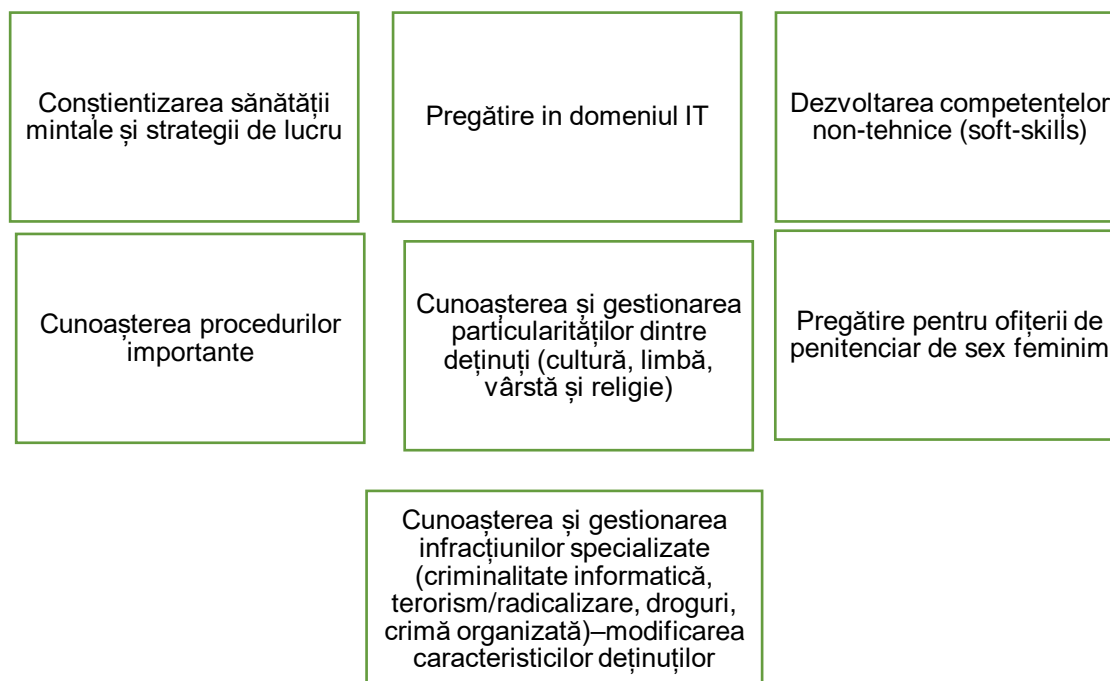 Conștientizarea sănătății
mintale și strategii de lucru
Pregătire in domeniul IT
Dezvoltarea competențelor
non-tehnice (soft-skills)
Cunoașterea procedurilor
importante
Cunoașterea și gestionarea
particularităților dintre
deținuți (cultură, limbă,
vârstă și religie)
Pregătire pentru ofițerii de
penitenciar de sex feminim
Cunoașterea și gestionarea
infracțiunilor specializate
(criminalitate informatică,
terorism/radicalizare, droguri,
crimă organizată)–modificarea
caracteristicilor deținuților